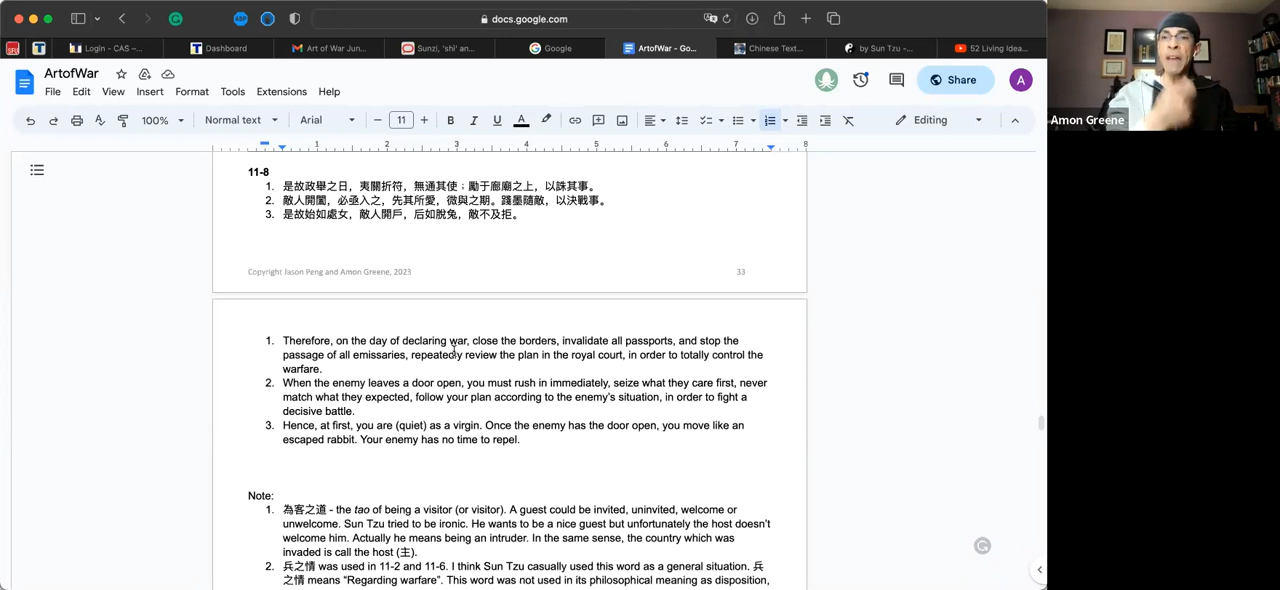 docs.google.com
Login - CAS –...
Dashboard
Art of War Jun...
Sunzi, 'shì' an...
Google
ArtofWar - Go...
Chinese Text...
by Sun Tzu -...
52 Living Idea...
ArtofWar
File Edit View Insert Format Tools Extensions Help
Share
A
100% Normal text Arial 11 B I U A Editing
1 2 3 4 5 6 7 8
11-8
1. 是故政舉之日，夷關折符，無通其使；勵于廊廟之上，以誅其事。
2. 敵人開闔，必亟入之，先其所愛，微與之期。踐墨隨敵，以決戰事。
3. 是故始如處女，敵人開戶，后如脫兔，敵不及拒。
Copyright Jason Peng and Amon Greene, 2023 33
1. Therefore, on the day of declaring war, close the borders, invalidate all passports, and stop the
passage of all emissaries, repeatedly review the plan in the royal court, in order to totally control the
warfare.
2. When the enemy leaves a door open, you must rush in immediately, seize what they care first, never
match what they expected, follow your plan according to the enemy's situation, in order to fight a
decisive battle.
3. Hence, at first, you are (quiet) as a virgin. Once the enemy has the door open, you move like an
escaped rabbit. Your enemy has no time to repel.
Note:
1. 為客之道 - the tao of being a visitor (or visitor). A guest could be invited, uninvited, welcome or
unwelcome. Sun Tzu tried to be ironic. He wants to be a nice guest but unfortunately the host doesn't
welcome him. Actually he means being an intruder. In the same sense, the country which was
invaded is call the host (主).
2. 兵之情 was used in 11-2 and 11-6. I think Sun Tzu casually used this word as a general situation. 兵
之情 means "Regarding warfare". This word was not used in its philosophical meaning as disposition,
Amon Greene